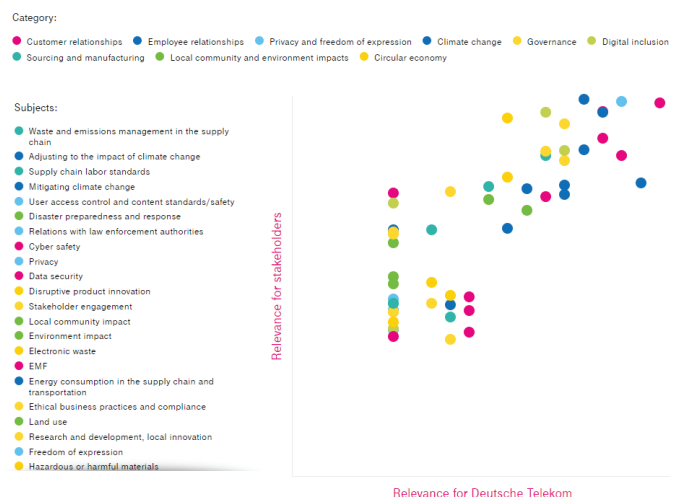 Category:
Customer relationships Employee relationships Privacy and freedom of expression Climate change Governance Digital inclusion
Sourcing and manufacturing Local community and environment impacts Circular economy
Subjects:
Waste and emissions management in the supply
chain
Adjusting to the impact of climate change
Supply chain labor standards
Mitigating climate change
User access control and content standards/safety
Disaster preparedness and response
Relations with law enforcement authorities
Cyber safety
Privacy
Data security
Disruptive product innovation
Stakeholder engagement
Local community impact
Environment impact
Electronic waste
EMF
Energy consumption in the supply chain and
transportation
Ethical business practices and compliance
Land use
Research and development, local innovation
Freedom of expression
Hazardous or harmful materials
Relevance for stakeholders
Relevance for Deutsche Telekom